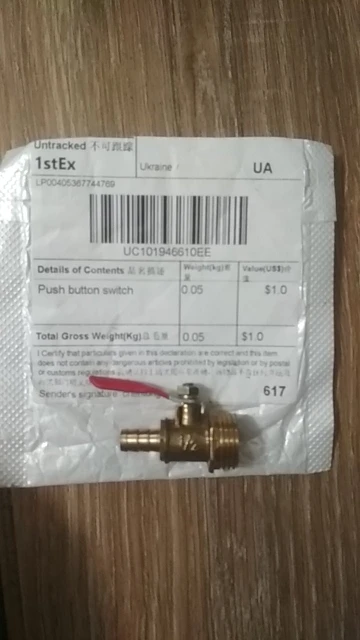 Untracked 不可跟踪
1stEx Ukraine / UA
LP00405367744769
UC101946610EE
Details of Contents Weight(kg) Value(US$)
Push button switch 0.05 $1.0
Total Gross Weight(Kg) 0.05 $1.0
I Certify that particulars given in this declaration are correct and this item
does not contain any dangerous articles prohibited by legislation or by postal
or customs regulations
Sender's signature 617
1/2